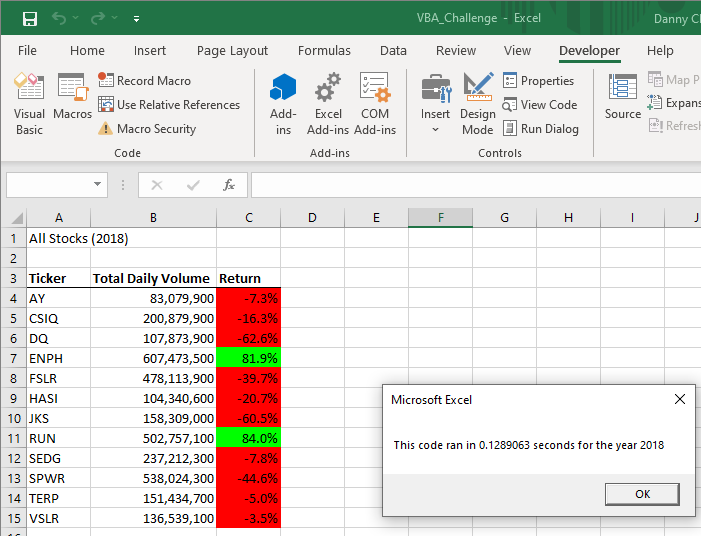 VBA_Challenge - Excel
File Home Insert Page Layout Formulas Data Review View Developer Help
Visual Basic
Macros
Record Macro
Use Relative References
Macro Security
Code
Add-ins
Excel Add-ins
COM Add-ins
Add-ins
Insert
Design Mode
Properties
View Code
Run Dialog
Controls
Source
Map
Expans
Refresh
fx
A B C D E F G H I J
1 All Stocks (2018)
2
3 Ticker Total Daily Volume Return
4 AY 83,079,900 -7.3%
5 CSIQ 200,879,900 -16.3%
6 DQ 107,873,900 -62.6%
7 ENPH 607,473,500 81.9%
8 FSLR 478,113,900 -39.7%
9 HASI 104,340,600 -20.7%
10 JKS 158,309,000 -60.5%
11 RUN 502,757,100 84.0%
12 SEDG 237,212,300 -7.8%
13 SPWR 538,024,300 -44.6%
14 TERP 151,434,700 -5.0%
15 VSLR 136,539,100 -3.5%
Microsoft Excel
This code ran in 0.1289063 seconds for the year 2018
OK